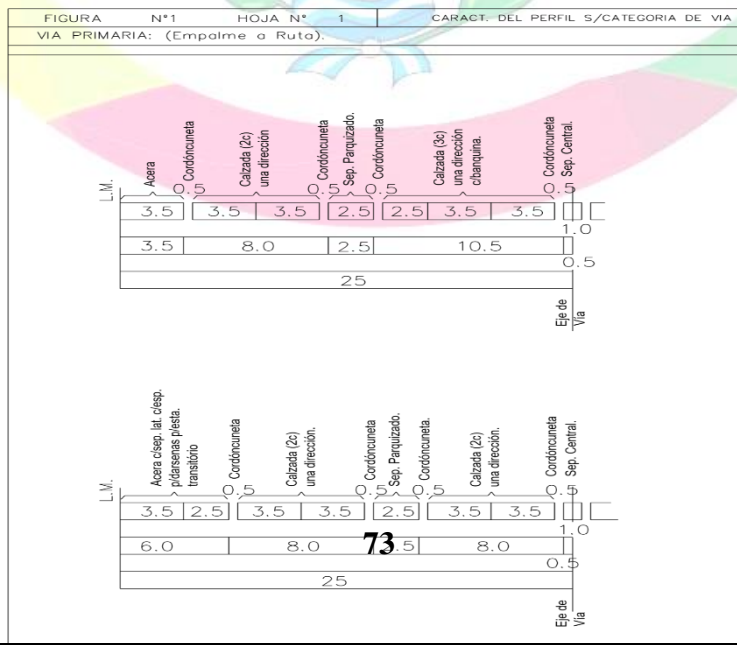 FIGURA N°1 HOJA N° 1 CARACT. DEL PERFIL S/CATEGORIA DE VIA
VIA PRIMARIA: (Empalme a Ruta).
L.M.
Acera
Cordóncuneta
Calzada (2c)
una dirección
Cordóncuneta
Sep. Parquizado.
Cordóncuneta
Calzada (3c)
una dirección
c/banquina.
Cordóncuneta
Sep. Central.
0.5 0.5 0.5 0.5
3.5 3.5 3.5 2.5 2.5 3.5 3.5
1.0
3.5 8.0 2.5 10.5
0.5
25
Eje de
Vía
L.M.
Acera c/sep. lat. c/esp.
p/darsenas p/esta.
transitório
Cordóncuneta
Calzada (2c)
una dirección.
Cordóncuneta
Sep. Parquizado.
Cordóncuneta.
Calzada (2c)
una dirección.
Cordóncuneta
Sep. Central.
0.5 0.5 0.5 0.5
3.5 2.5 3.5 3.5 2.5 3.5 3.5
1.0
6.0 8.0 .5 8.0
73
0.5
25
Eje de
Vía